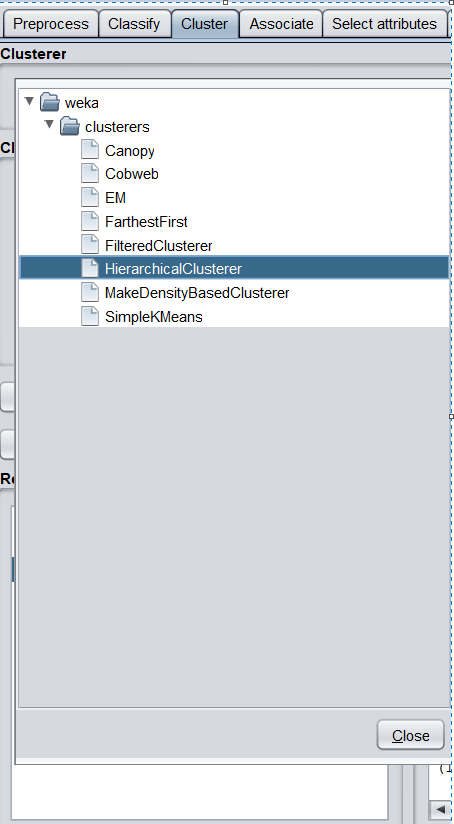 Preprocess Classify Cluster Associate Select attributes
Clusterer
weka
clusterers
Canopy
Cl
Cobweb
EM
FarthestFirst
FilteredClusterer
HierarchicalClusterer
MakeDensityBasedClusterer
SimpleKMeans
Re
Close